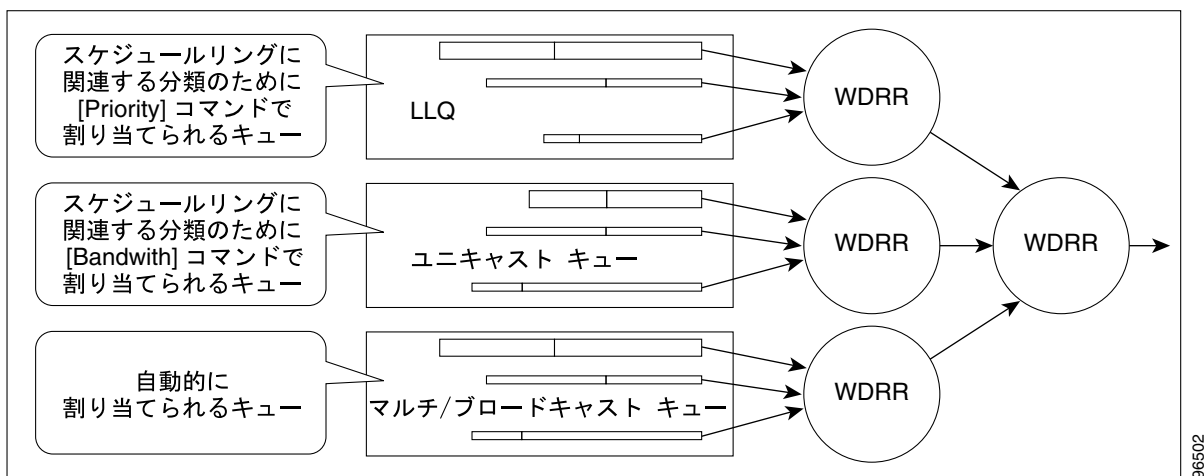 スケジュールリングに
関連する分類のために
[Priority] コマンドで
割り当てられるキュー
LLQ
WDRR
スケジュールリングに
関連する分類のために
[Bandwith] コマンドで
割り当てられるキュー
ユニキャスト キュー
WDRR
WDRR
自動的に
割り当てられるキュー
マルチ/ブロードキャスト キュー
WDRR
96502